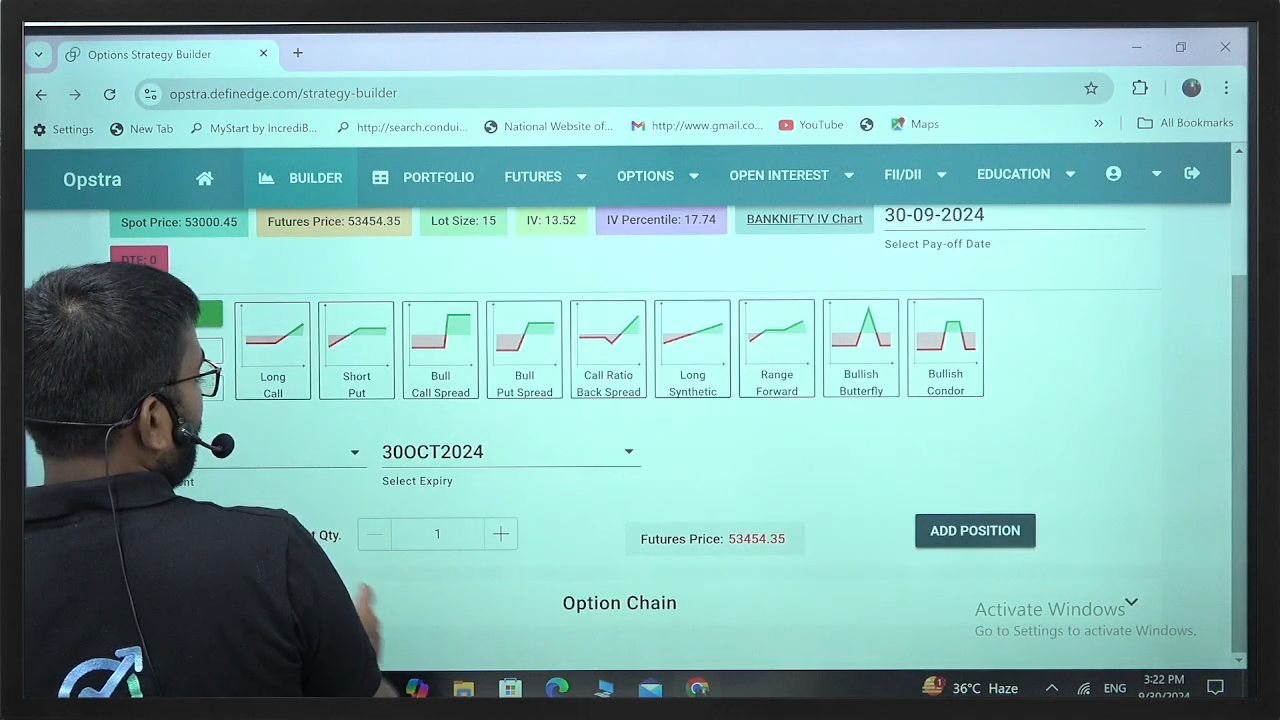 Options Strategy Builder
opstra.definedge.com/strategy-builder
Settings New Tab MyStart by IncrediB... http://search.condui... National Website of... http://www.gmail.co... YouTube Maps » All Bookmarks
Opstra BUILDER PORTFOLIO FUTURES OPTIONS OPEN INTEREST FII/DII EDUCATION
Spot Price: 53000.45 Futures Price: 53454.35 Lot Size: 15 IV: 13.52 IV Percentile: 17.74 BANKNIFTY IV Chart 30-09-2024
Select Pay-off Date
DTE: 0
Long Call
Short Put
Bull Call Spread
Bull Put Spread
Call Ratio Back Spread
Long Synthetic
Range Forward
Bullish Butterfly
Bullish Condor
30OCT2024
Select Expiry
Qty. 1 Futures Price: 53454.35 ADD POSITION
Option Chain
Activate Windows
Go to Settings to activate Windows.
36°C Haze ENG 3:22 PM
9/30/2024